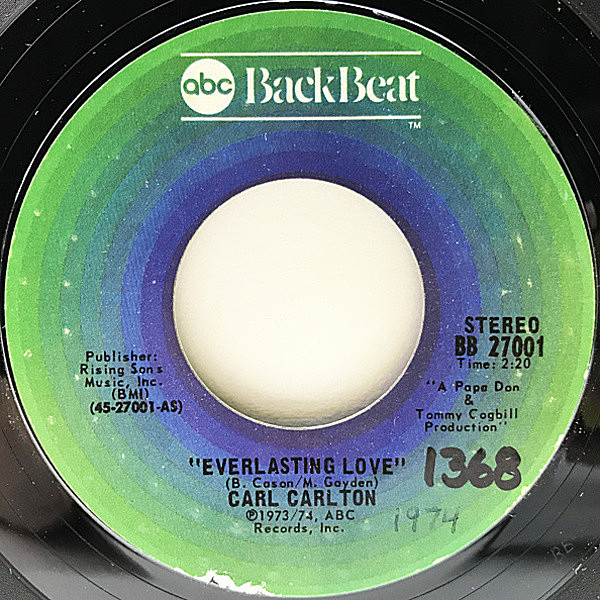 abc BackBeat
TM
STEREO
BB 27001
Time: 2:20
Publisher:
Rising Sons
Music, Inc.
(BMI)
(45-27001-AS)
"A Papa Don
&
Tommy Cogbill
Production"
"EVERLASTING LOVE"
(B. Cason/M. Gayden)
CARL CARLTON
℗1973/74, ABC
Records, Inc.
1368
1974
BB